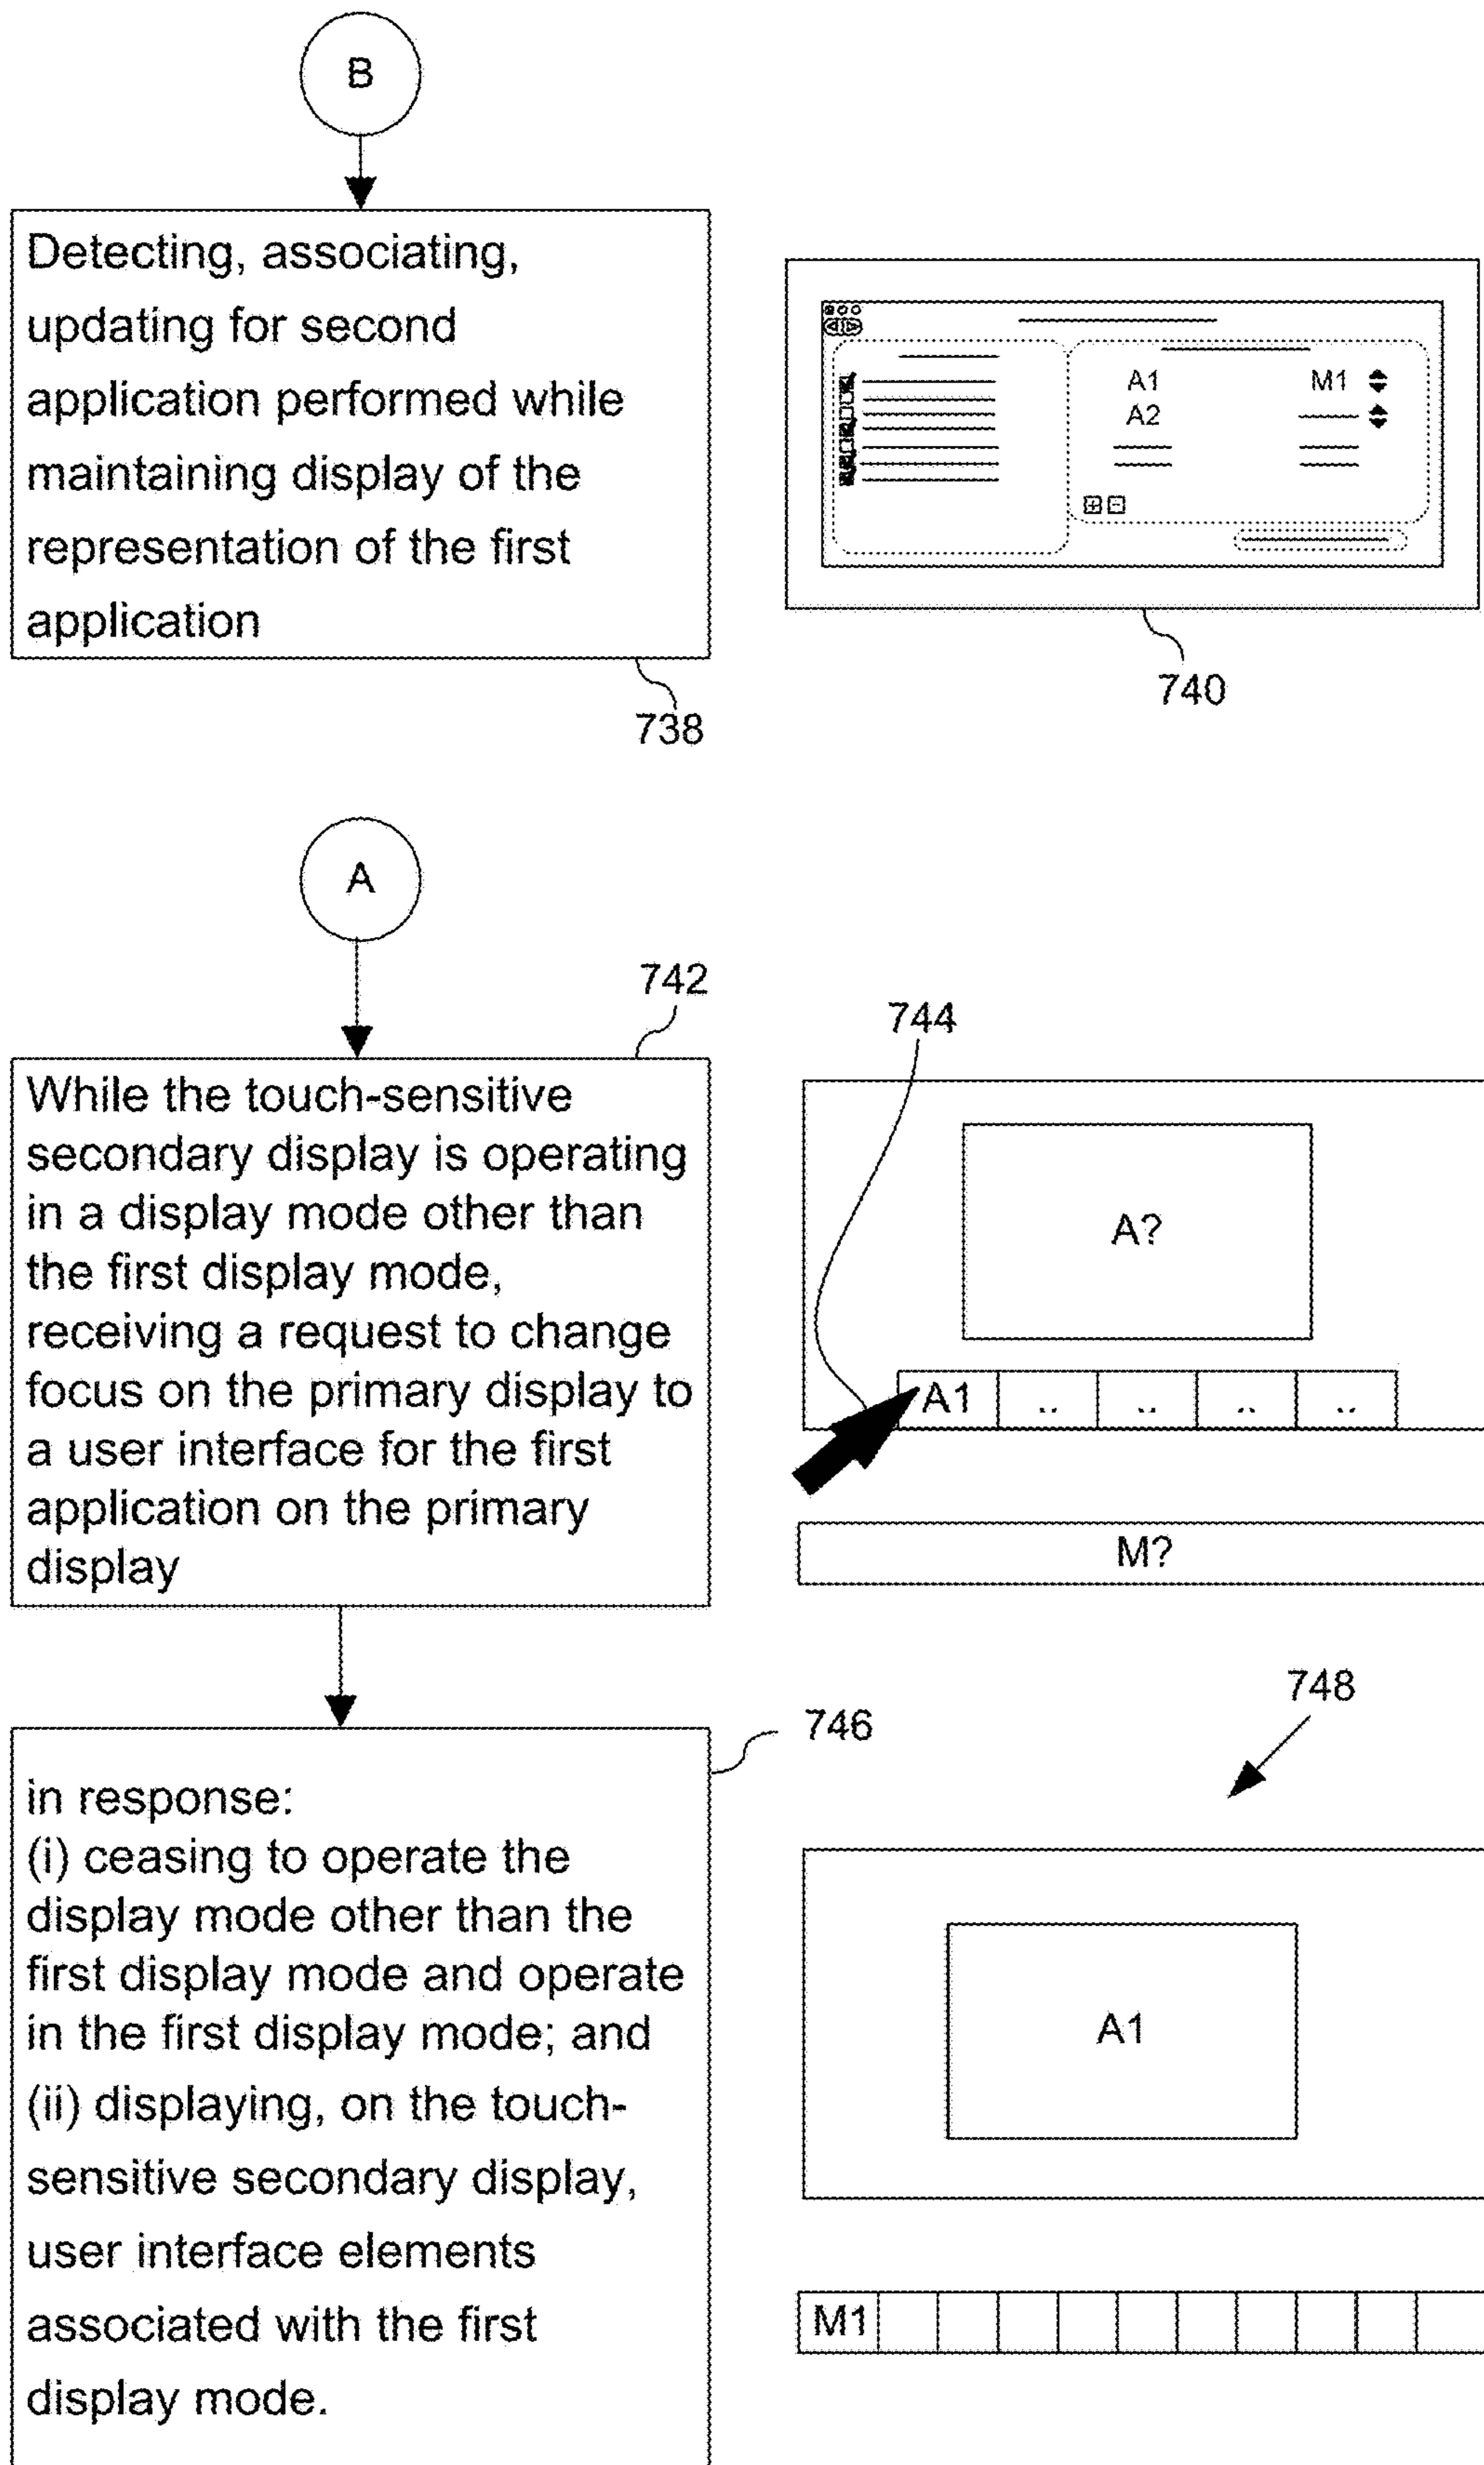 B
Detecting, associating,
updating for second
application performed while
maintaining display of the
representation of the first
application
738
A1 M1
A2
740
A
742
While the touch-sensitive
secondary display is operating
in a display mode other than
the first display mode,
receiving a request to change
focus on the primary display to
a user interface for the first
application on the primary
display
744
A?
A1 .. .. .. ..
M?
746
in response:
(i) ceasing to operate the
display mode other than the
first display mode and operate
in the first display mode; and
(ii) displaying, on the touch-
sensitive secondary display,
user interface elements
associated with the first
display mode.
748
A1
M1